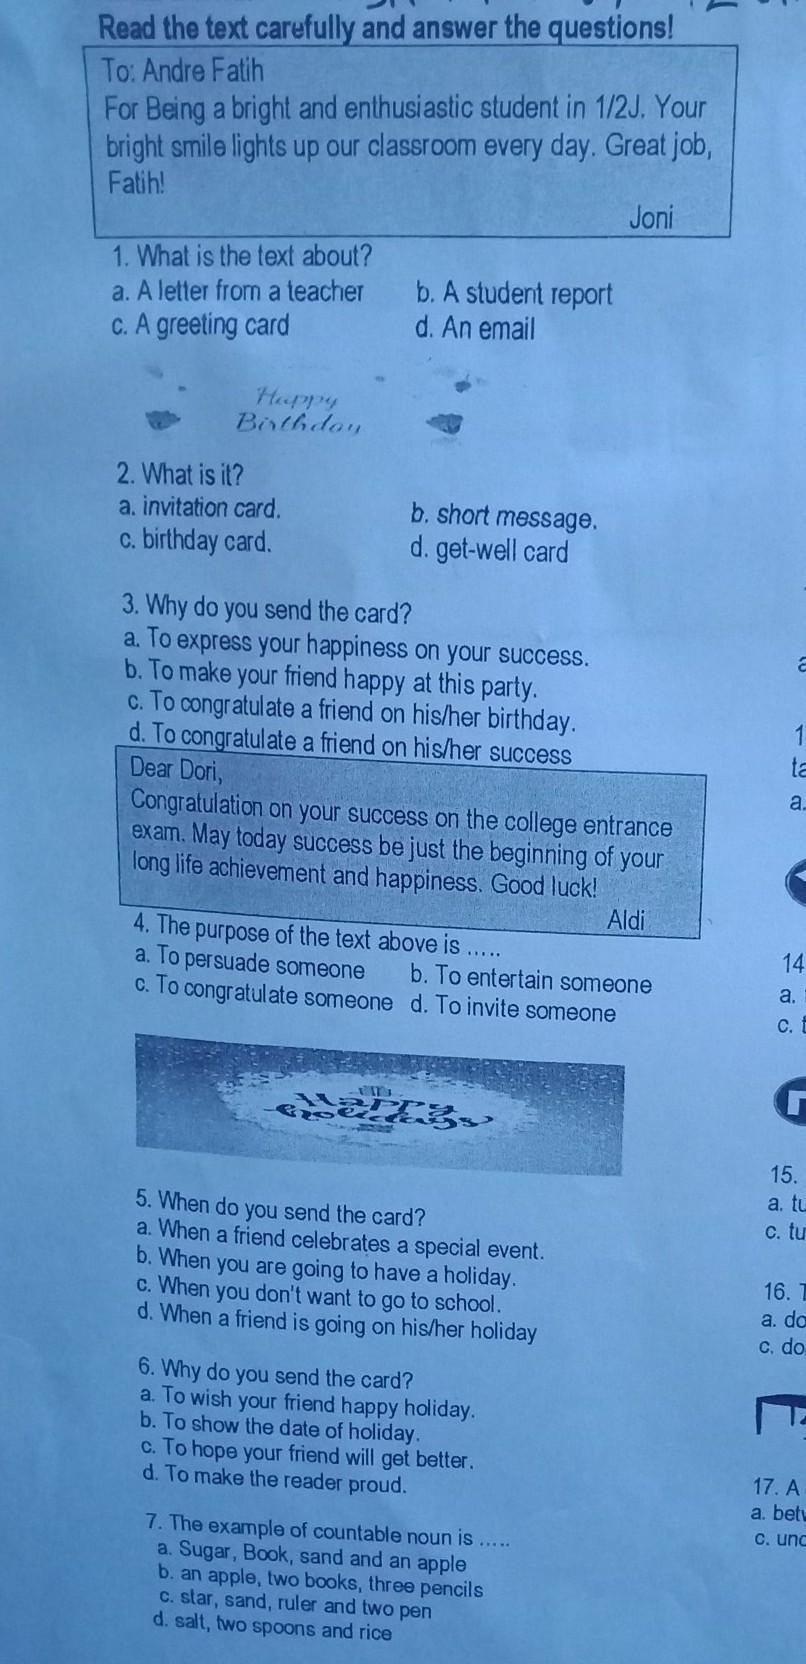 Read the text carefully and answer the questions!
To: Andre Fatih
For Being a bright and enthusiastic student in 1/2J. Your
bright smile lights up our classroom every day. Great job,
Fatih!
Joni
1. What is the text about?
a. A letter from a teacher b. A student report
c. A greeting card d. An email
Happy
Birthday
2. What is it?
a. invitation card. b. short message.
c. birthday card. d. get-well card
3. Why do you send the card?
a. To express your happiness on your success.
b. To make your friend happy at this party.
c. To congratulate a friend on his/her birthday.
d. To congratulate a friend on his/her success
Dear Dori,
Congratulation on your success on the college entrance
exam. May today success be just the beginning of your
long life achievement and happiness. Good luck!
Aldi
4. The purpose of the text above is .....
a. To persuade someone b. To entertain someone
c. To congratulate someone d. To invite someone
Happy
Holidays
5. When do you send the card?
a. When a friend celebrates a special event.
b. When you are going to have a holiday.
c. When you don't want to go to school.
d. When a friend is going on his/her holiday
6. Why do you send the card?
a. To wish your friend happy holiday.
b. To show the date of holiday.
c. To hope your friend will get better.
d. To make the reader proud.
7. The example of countable noun is .....
a. Sugar, Book, sand and an apple
b. an apple, two books, three pencils
c. star, sand, ruler and two pen
d. salt, two spoons and rice
a.
14
a.
c.
15.
a. tu
c. tu
16.
a. do
c. do
17. A
a. betw
c. unc